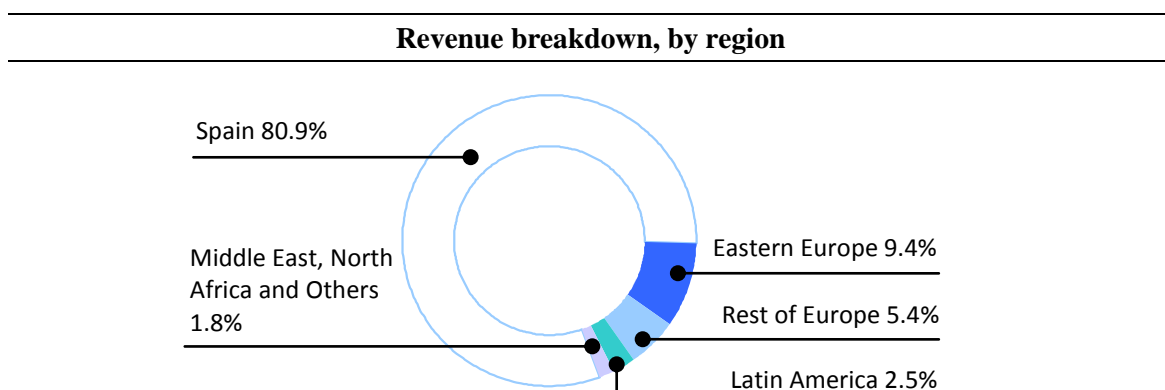 Revenue breakdown, by region
Spain 80.9%
Middle East, North
Africa and Others
1.8%
Eastern Europe 9.4%
Rest of Europe 5.4%
Latin America 2.5%